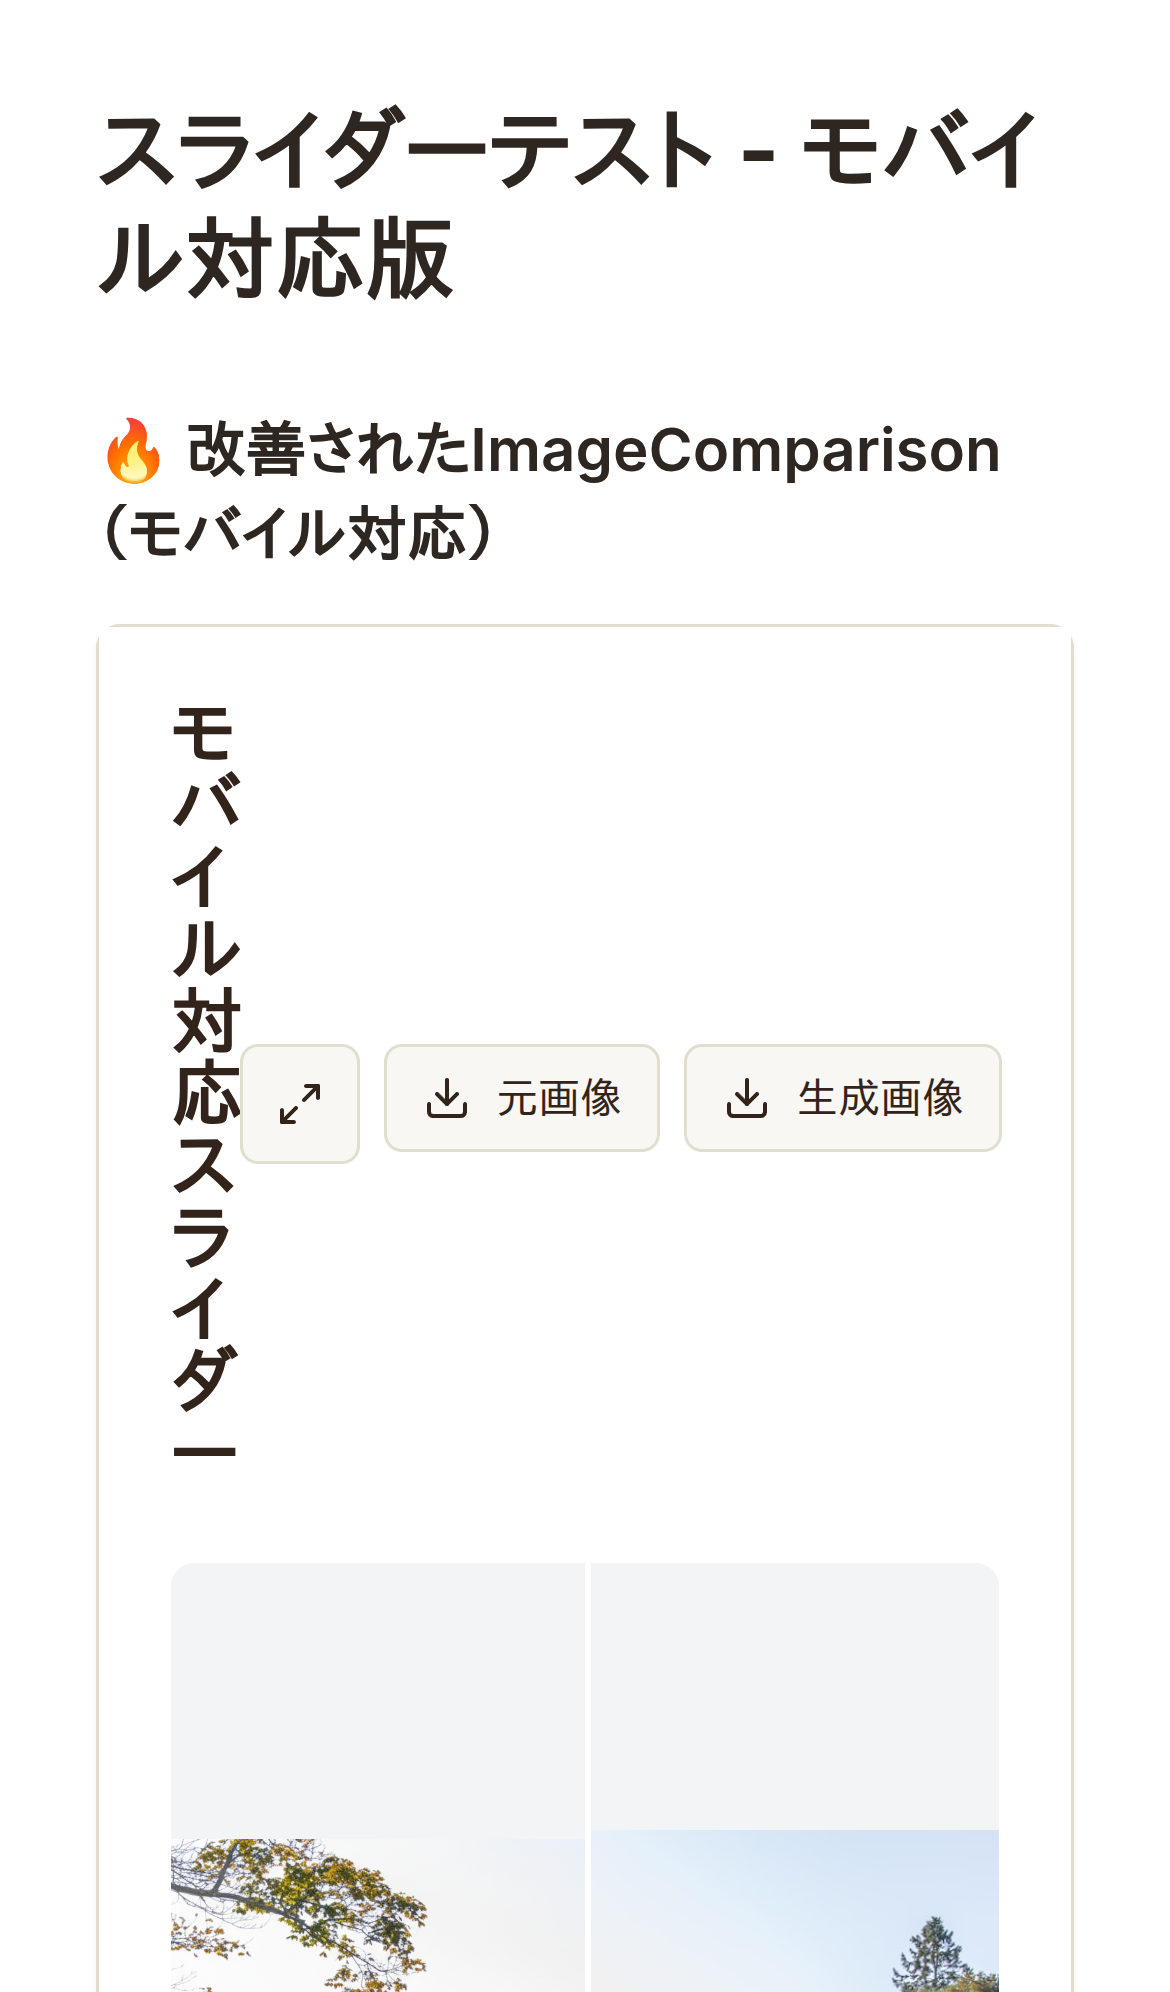 スライダーテスト - モバイ
ル対応版
🔥 改善されたImageComparison
（モバイル対応）
モ
バ
イ
ル
対
応
ス
ラ
イ
ダ
ー
元画像
生成画像